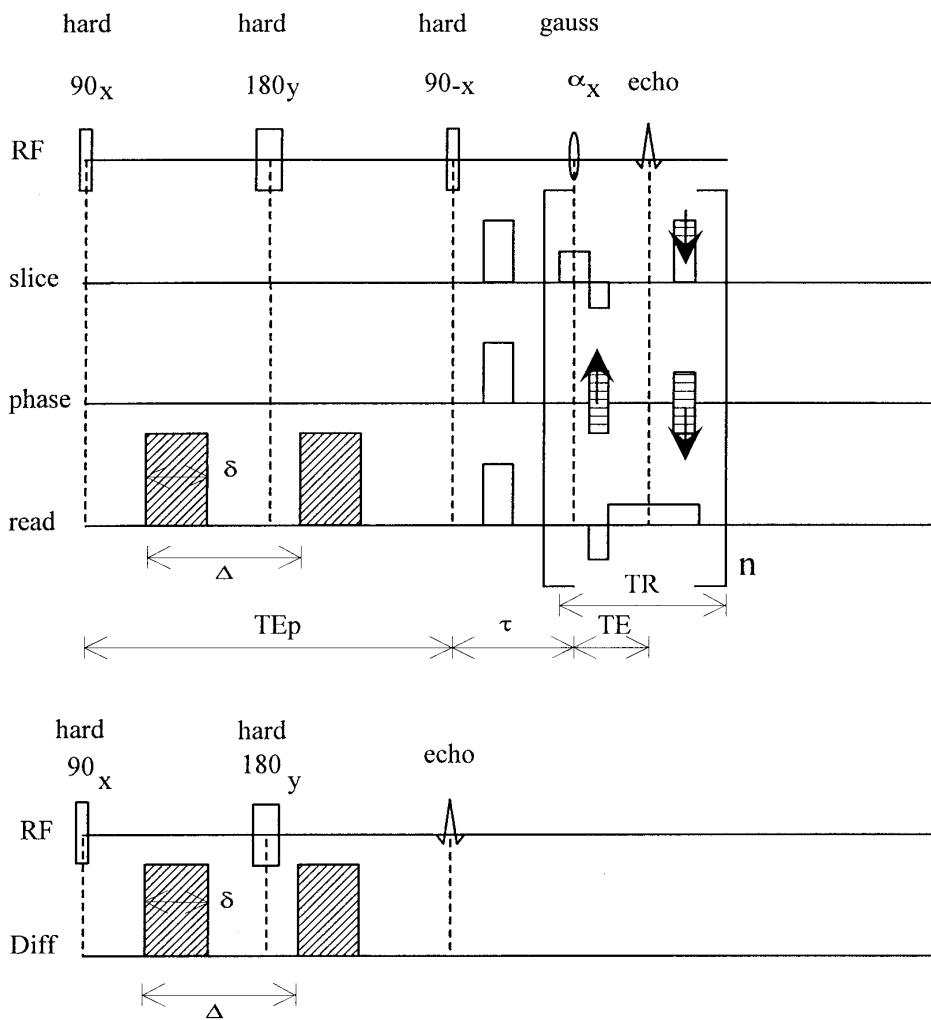 hard hard hard gauss
90x 180y 90-x αx echo
RF
slice
phase
δ
read
Δ
n
TR
TEp τ TE
hard hard
90x 180y echo
RF
δ
Diff
Δ